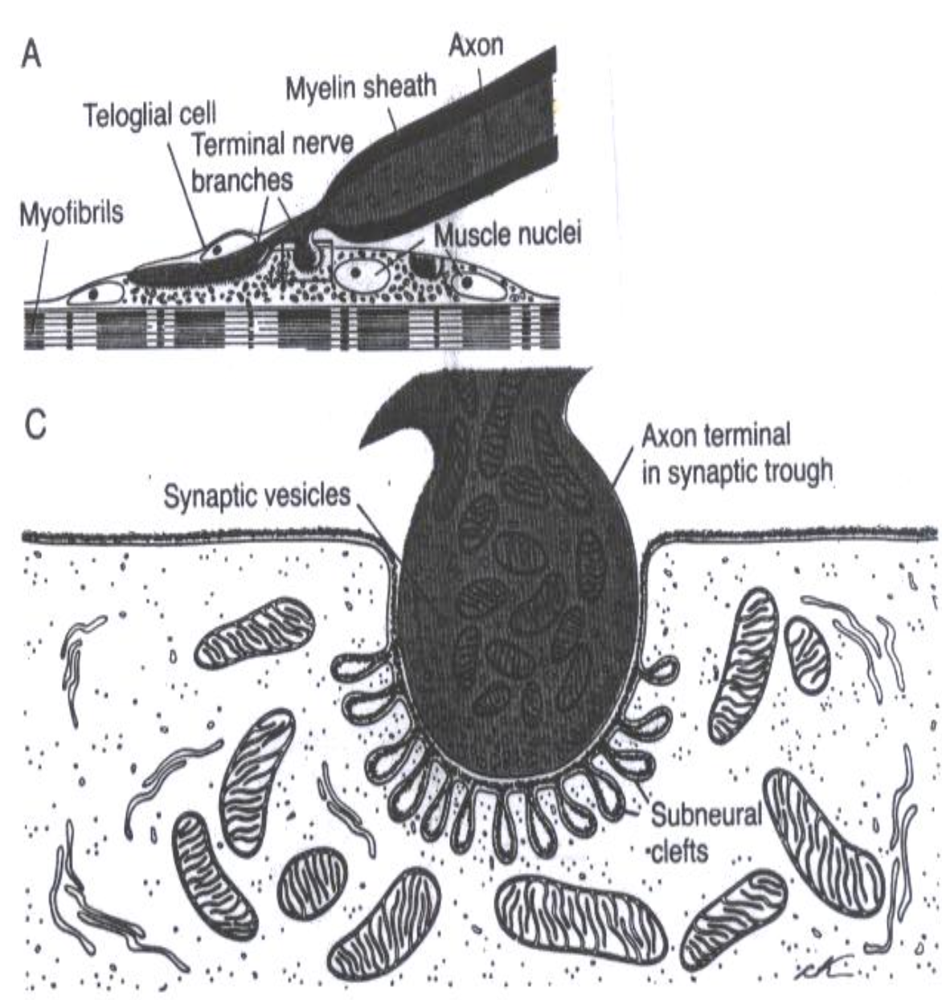 A
Axon
Myelin sheath
Teloglial cell
Terminal nerve
branches
Myofibrils
Muscle nuclei
C
Axon terminal
in synaptic trough
Synaptic vesicles
Subneural
clefts